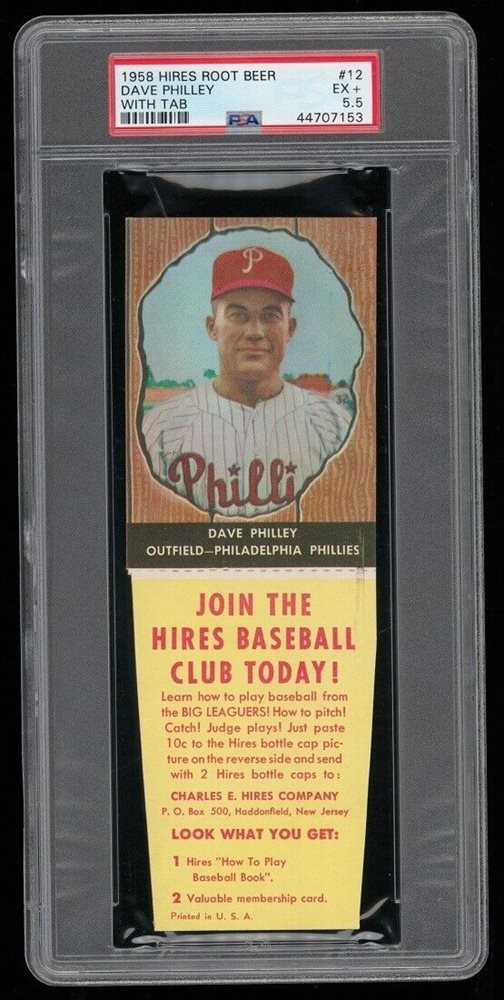 1958 HIRES ROOT BEER #12
DAVE PHILLEY EX +
WITH TAB 5.5
PSA 44707153
P
32
Philli
DAVE PHILLEY
OUTFIELD—PHILADELPHIA PHILLIES
JOIN THE
HIRES BASEBALL
CLUB TODAY!
Learn how to play baseball from
the BIG LEAGUERS! How to pitch!
Catch! Judge plays! Just paste
10c to the Hires bottle cap pic-
ture on the reverse side and send
with 2 Hires bottle caps to:
CHARLES E. HIRES COMPANY
P. O. Box 500, Haddonfield, New Jersey
LOOK WHAT YOU GET:
1 Hires "How To Play
Baseball Book".
2 Valuable membership card.
Printed in U. S. A.